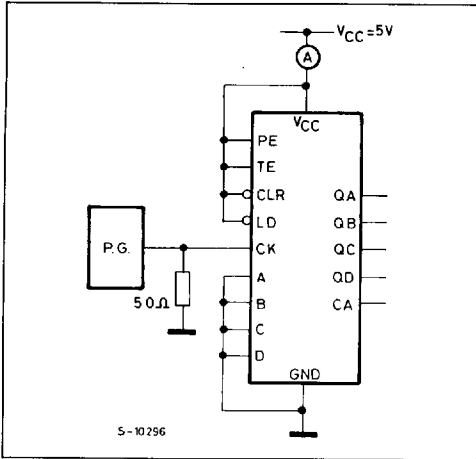 VCC=5V
A
VCC
PE
TE
CLR
LD
CK
A
B
C
D
QA
QB
QC
QD
CA
GND
P.G.
50Ω
S-10296